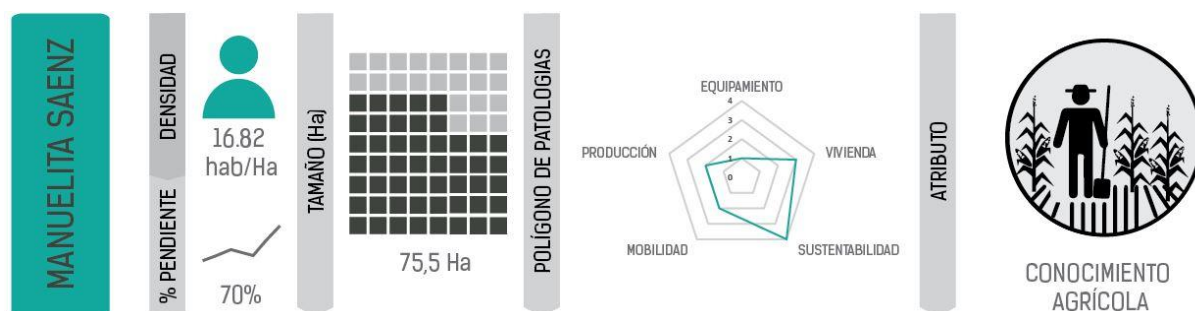 MANUELITA SAENZ
DENSIDAD
16.82
hab/Ha
% PENDIENTE
70%
TAMAÑO (Ha)
75,5 Ha
POLÍGONO DE PATOLOGIAS
EQUIPAMIENTO
4
3
2
1
0
PRODUCCIÓN
VIVIENDA
MOBILIDAD
SUSTENTABILIDAD
ATRIBUTO
CONOCIMIENTO
AGRÍCOLA